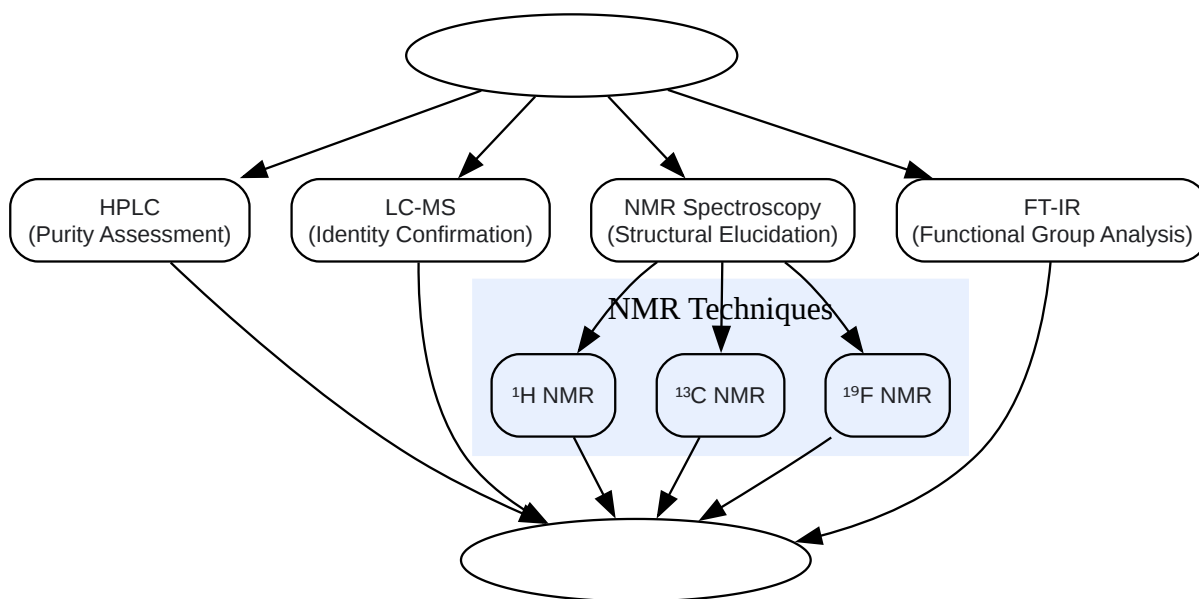 HPLC
(Purity Assessment)
LC-MS
(Identity Confirmation)
NMR Spectroscopy
(Structural Elucidation)
FT-IR
(Functional Group Analysis)
NMR Techniques
¹H NMR
¹³C NMR
¹⁹F NMR